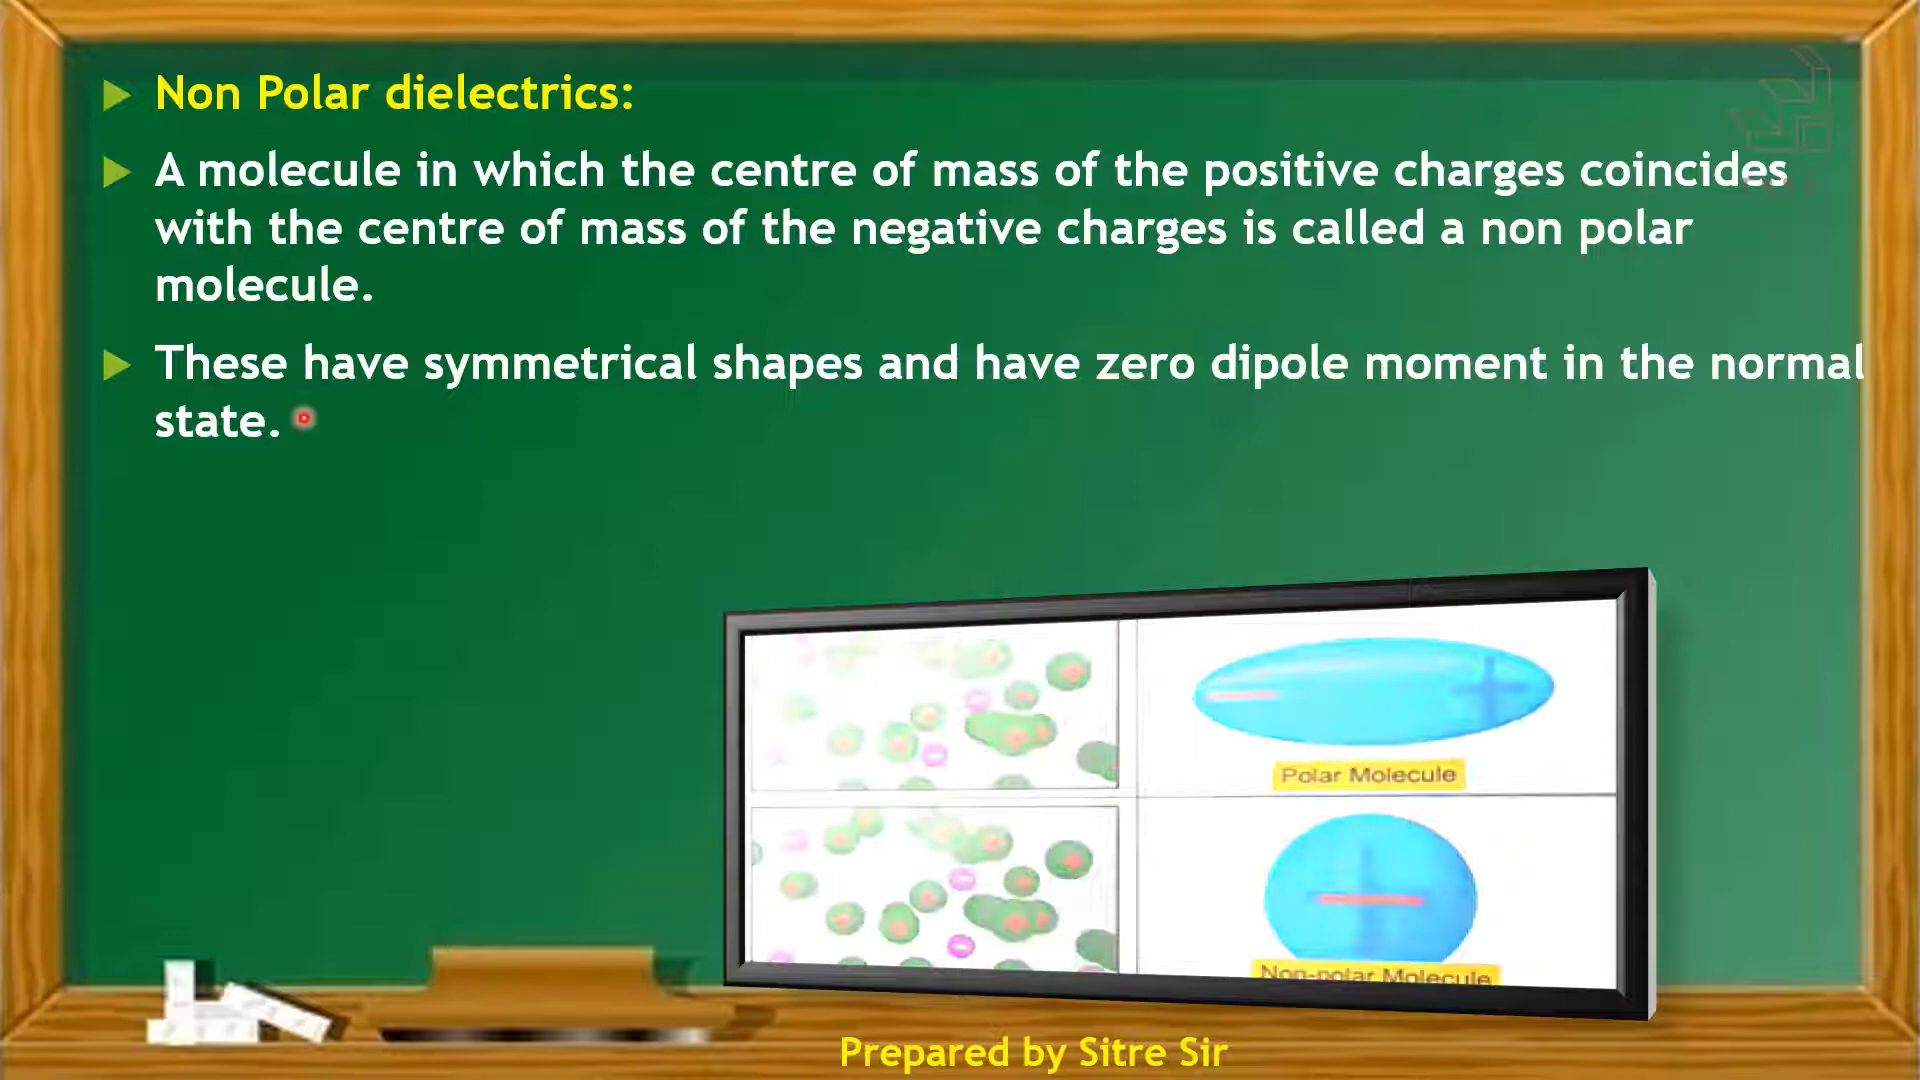 Non Polar dielectrics:
A molecule in which the centre of mass of the positive charges coincides
with the centre of mass of the negative charges is called a non polar
molecule.
These have symmetrical shapes and have zero dipole moment in the normal
state.
Polar Molecule
Non-polar Molecule
Prepared by Sitre Sir